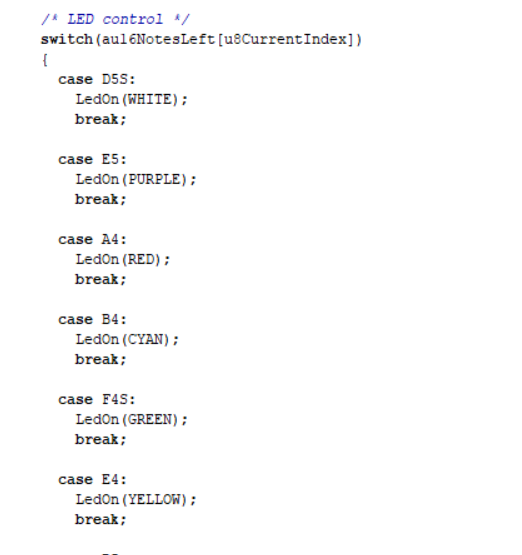 /* LED control */
switch(au16NotesLeft[u8CurrentIndex])
{
case D5S:
LedOn(WHITE);
break;
case E5:
LedOn(PURPLE);
break;
case A4:
LedOn(RED);
break;
case B4:
LedOn(CYAN);
break;
case F4S:
LedOn(GREEN);
break;
case E4:
LedOn(YELLOW);
break;